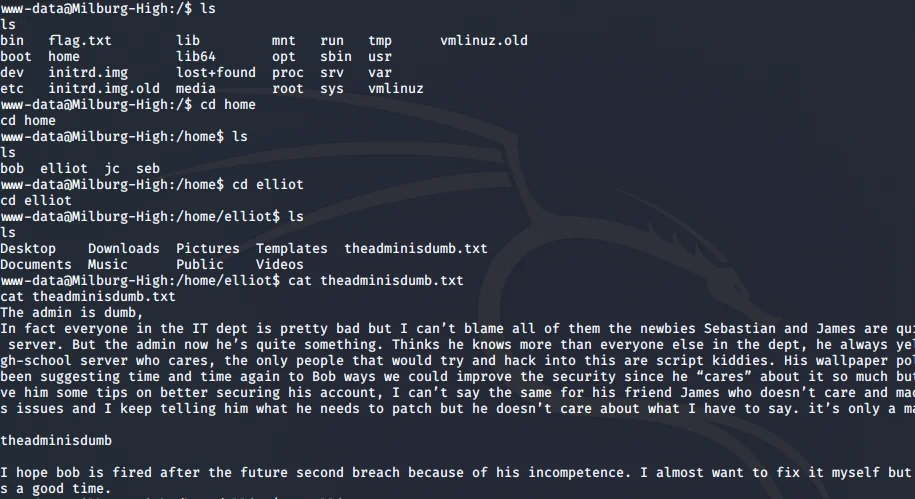 www-data@Milburg-High:/$ ls
ls
bin   flag.txt        lib         mnt   run   tmp      vmlinuz.old
boot  home            lib64       opt   sbin  usr
dev   initrd.img      lost+found  proc  srv   var
etc   initrd.img.old  media       root  sys   vmlinuz
www-data@Milburg-High:/$ cd home
cd home
www-data@Milburg-High:/home$ ls
ls
bob  elliot  jc  seb
www-data@Milburg-High:/home$ cd elliot
cd elliot
www-data@Milburg-High:/home/elliot$ ls
ls
Desktop    Downloads  Pictures  Templates  theadminisdumb.txt
Documents  Music      Public    Videos
www-data@Milburg-High:/home/elliot$ cat theadminisdumb.txt
cat theadminisdumb.txt
The admin is dumb,
In fact everyone in the IT dept is pretty bad but I can’t blame all of them the newbies Sebastian and James are qui
server. But the admin now he’s quite something. Thinks he knows more than everyone else in the dept, he always ye
gh-school server who cares, the only people that would try and hack into this are script kiddies. His wallpaper pol
been suggesting time and time again to Bob ways we could improve the security since he “cares” about it so much but
ve him some tips on better securing his account, I can’t say the same for his friend James who doesn’t care and mad
s issues and I keep telling him what he needs to patch but he doesn’t care about what I have to say. it’s only a ma
theadminisdumb
I hope bob is fired after the future second breach because of his incompetence. I almost want to fix it myself but
s a good time.